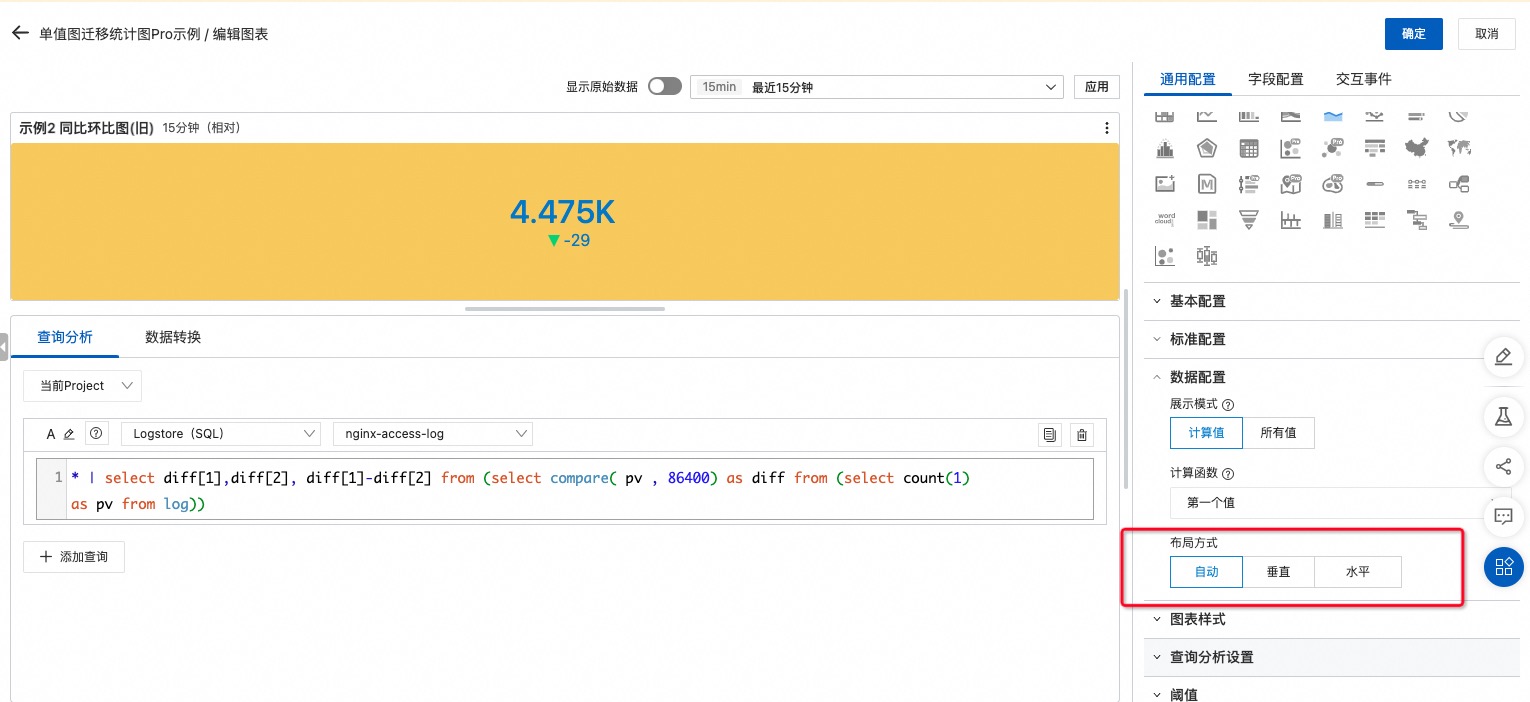 单值图迁移统计图Pro示例 / 编辑图表
确定
取消
显示原始数据
15min 最近15分钟
应用
通用配置
字段配置
交互事件
示例2 同比环比图(旧) 15分钟（相对）
4.475K
▼-29
Pro
Pro
M
Pro
Pro
Pro
word
cloud
基本配置
标准配置
数据配置
展示模式
计算值
所有值
计算函数
第一个值
布局方式
自动
垂直
水平
图表样式
查询分析设置
阈值
查询分析
数据转换
当前Project
A
Logstore（SQL）
nginx-access-log
1 * | select diff[1],diff[2], diff[1]-diff[2] from (select compare( pv , 86400) as diff from (select count(1)
as pv from log))
添加查询